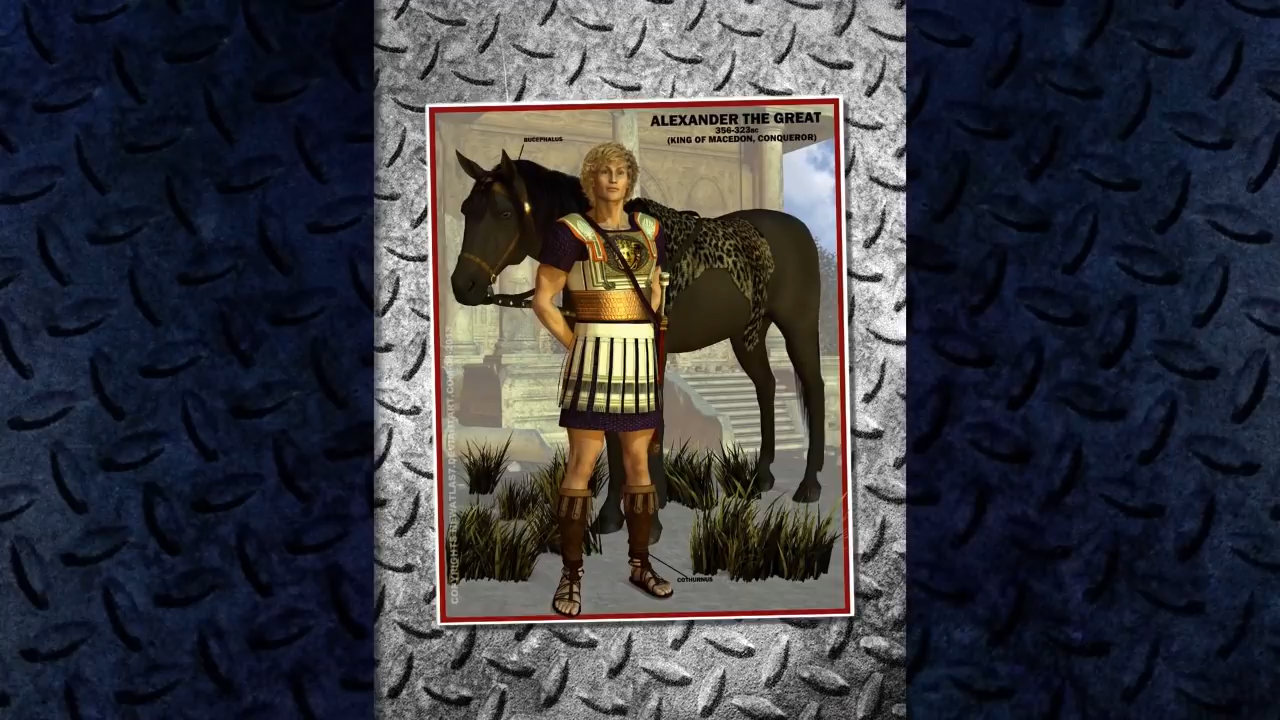 ALEXANDER THE GREAT
356-323BC
(KING OF MACEDON, CONQUEROR)
BUCEPHALUS
COTHURNUS